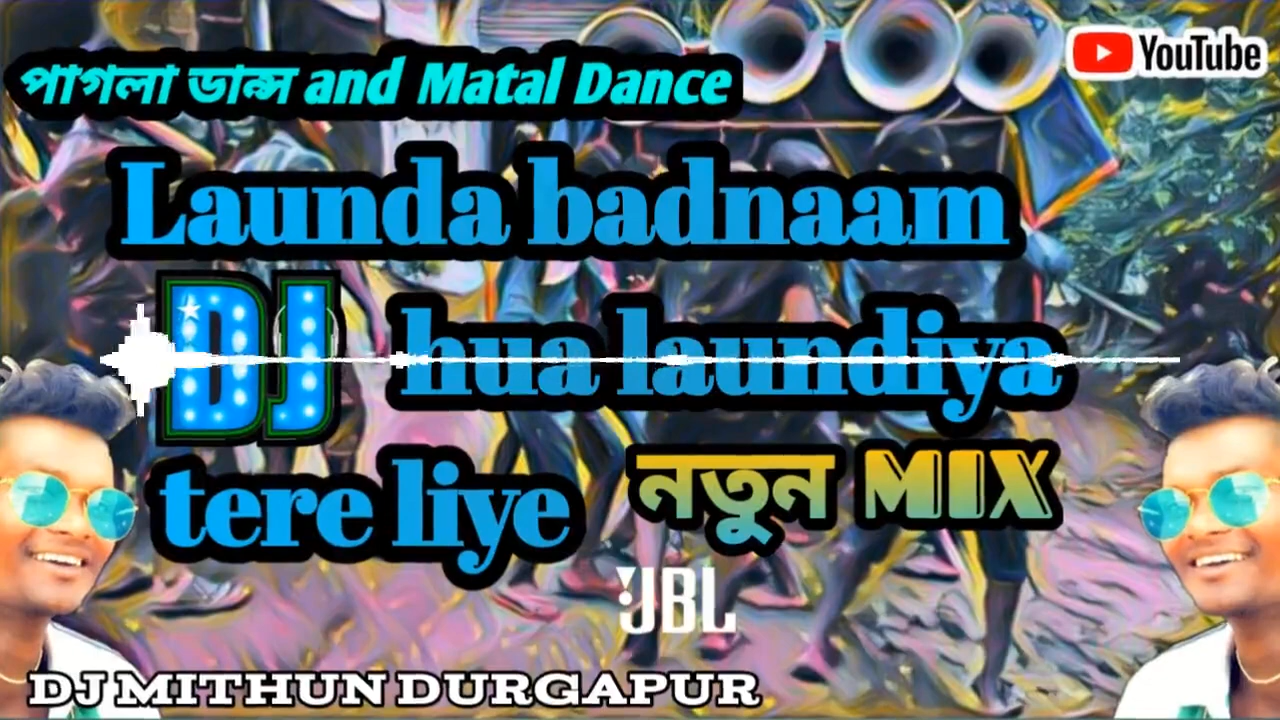 YouTube
পাগলা ডান্স and Matal Dance
Launda badnaam
DJ hua laundiya
tere liye নতুন MIX
JBL
DJ MITHUN DURGAPUR